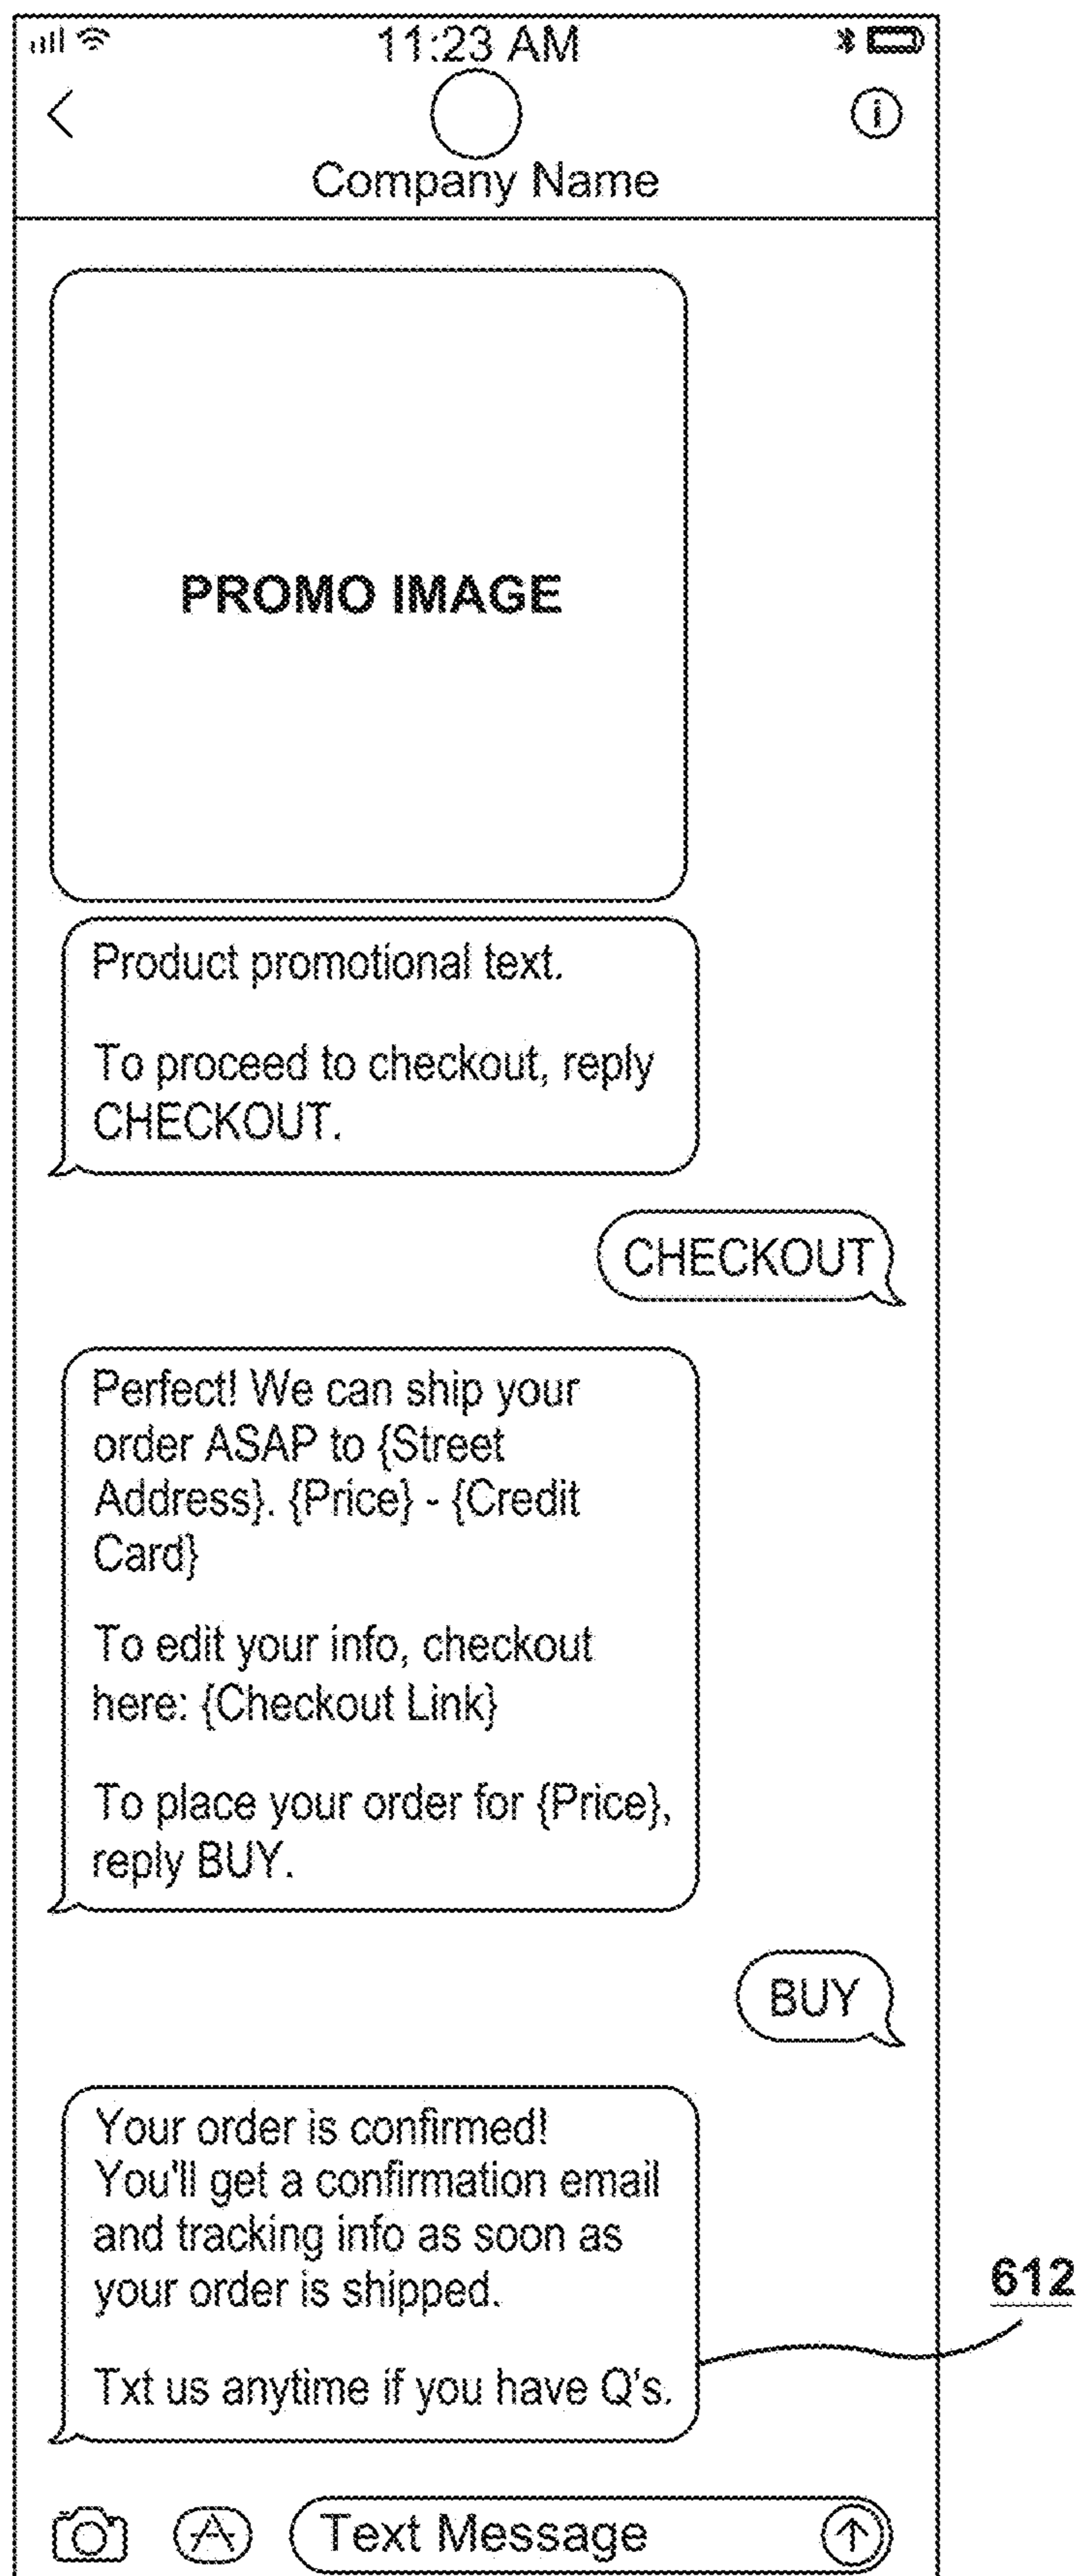 11:23 AM
i
Company Name
PROMO IMAGE
Product promotional text.
To proceed to checkout, reply
CHECKOUT.
CHECKOUT
Perfect! We can ship your
order ASAP to {Street
Address}. {Price} - {Credit
Card}
To edit your info, checkout
here: {Checkout Link}
To place your order for {Price},
reply BUY.
BUY
Your order is confirmed!
You'll get a confirmation email
and tracking info as soon as
your order is shipped.
612
Txt us anytime if you have Q's.
Text Message